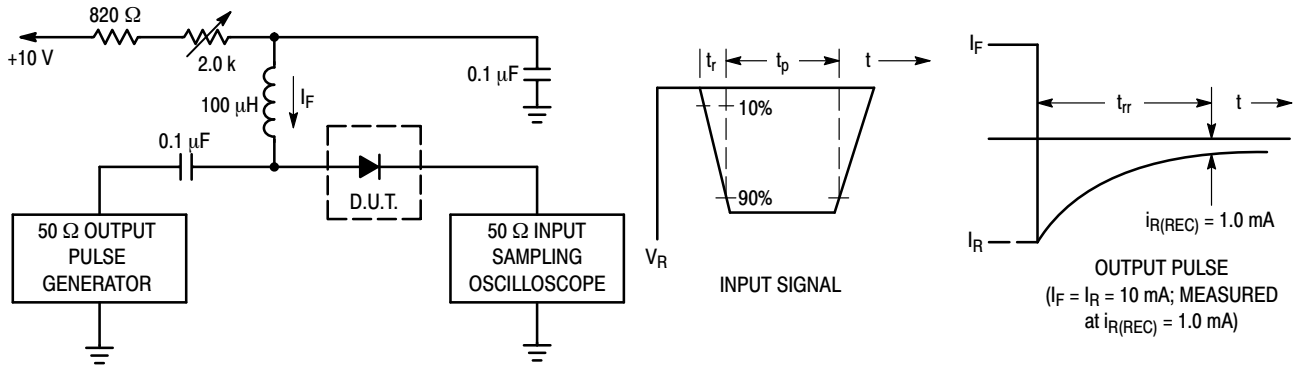 820 Ω
+10 V
2.0 k
100 μH
I_F
0.1 μF
0.1 μF
D.U.T.
50 Ω OUTPUT
PULSE
GENERATOR
50 Ω INPUT
SAMPLING
OSCILLOSCOPE
t_r
t_p
t
10%
90%
V_R
INPUT SIGNAL
I_F
t_rr
t
I_R
i_R(REC) = 1.0 mA
OUTPUT PULSE
(I_F = I_R = 10 mA; MEASURED
at i_R(REC) = 1.0 mA)